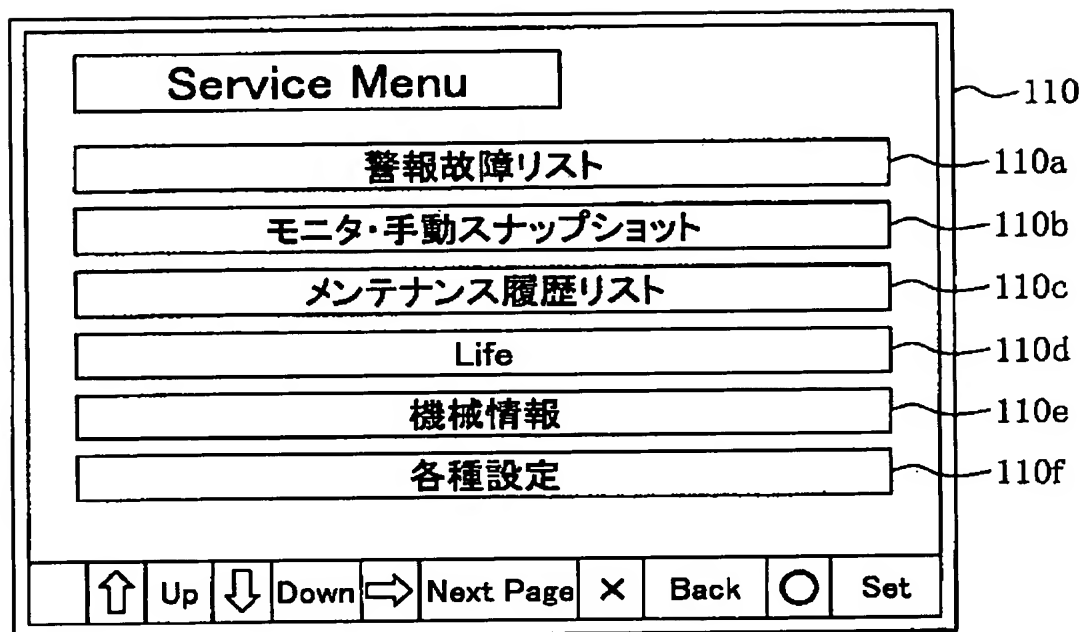 Service Menu
110
警報故障リスト 110a
モニタ・手動スナップショット 110b
メンテナンス履歴リスト 110c
Life 110d
機械情報 110e
各種設定 110f
⇧ Up ⇩ Down ⇨ Next Page × Back ○ Set